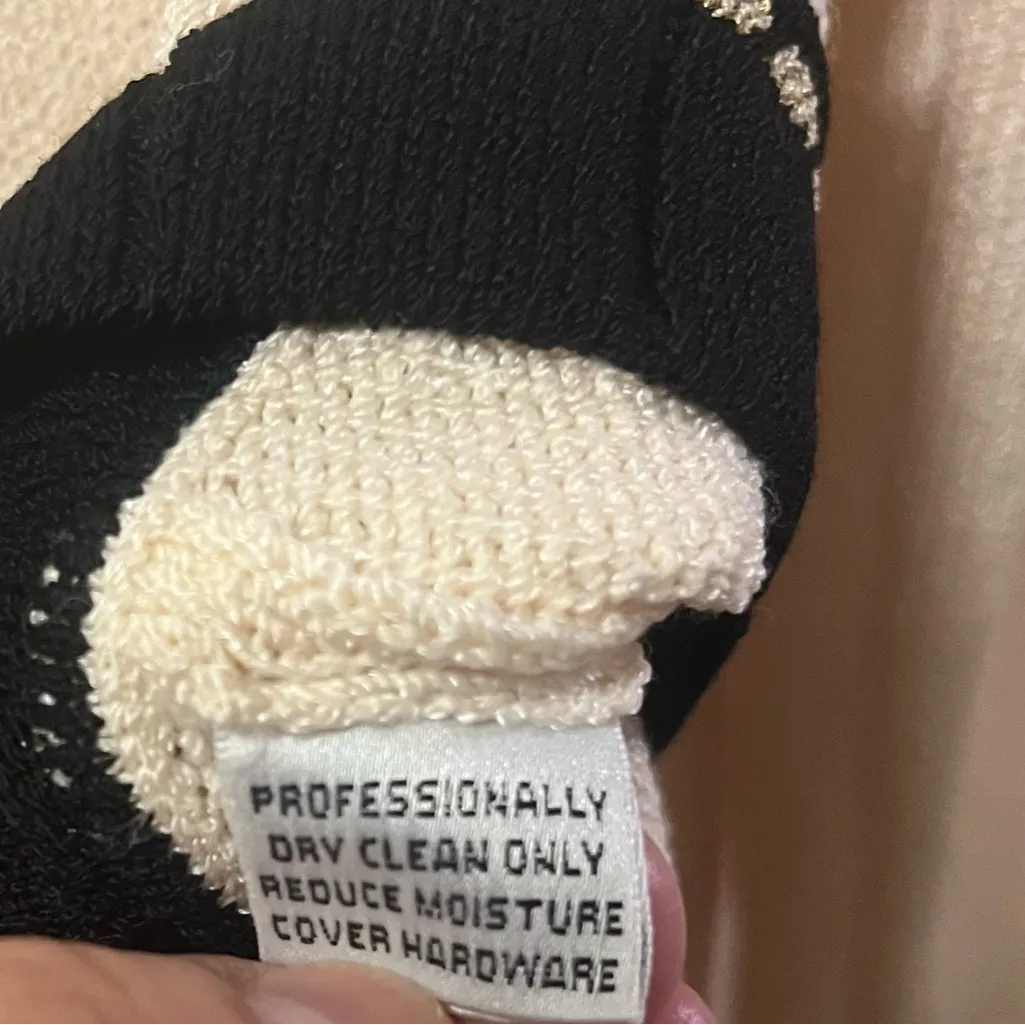 PROFESSIONALLY
DRY CLEAN ONLY
REDUCE MOISTURE
COVER HARDWARE